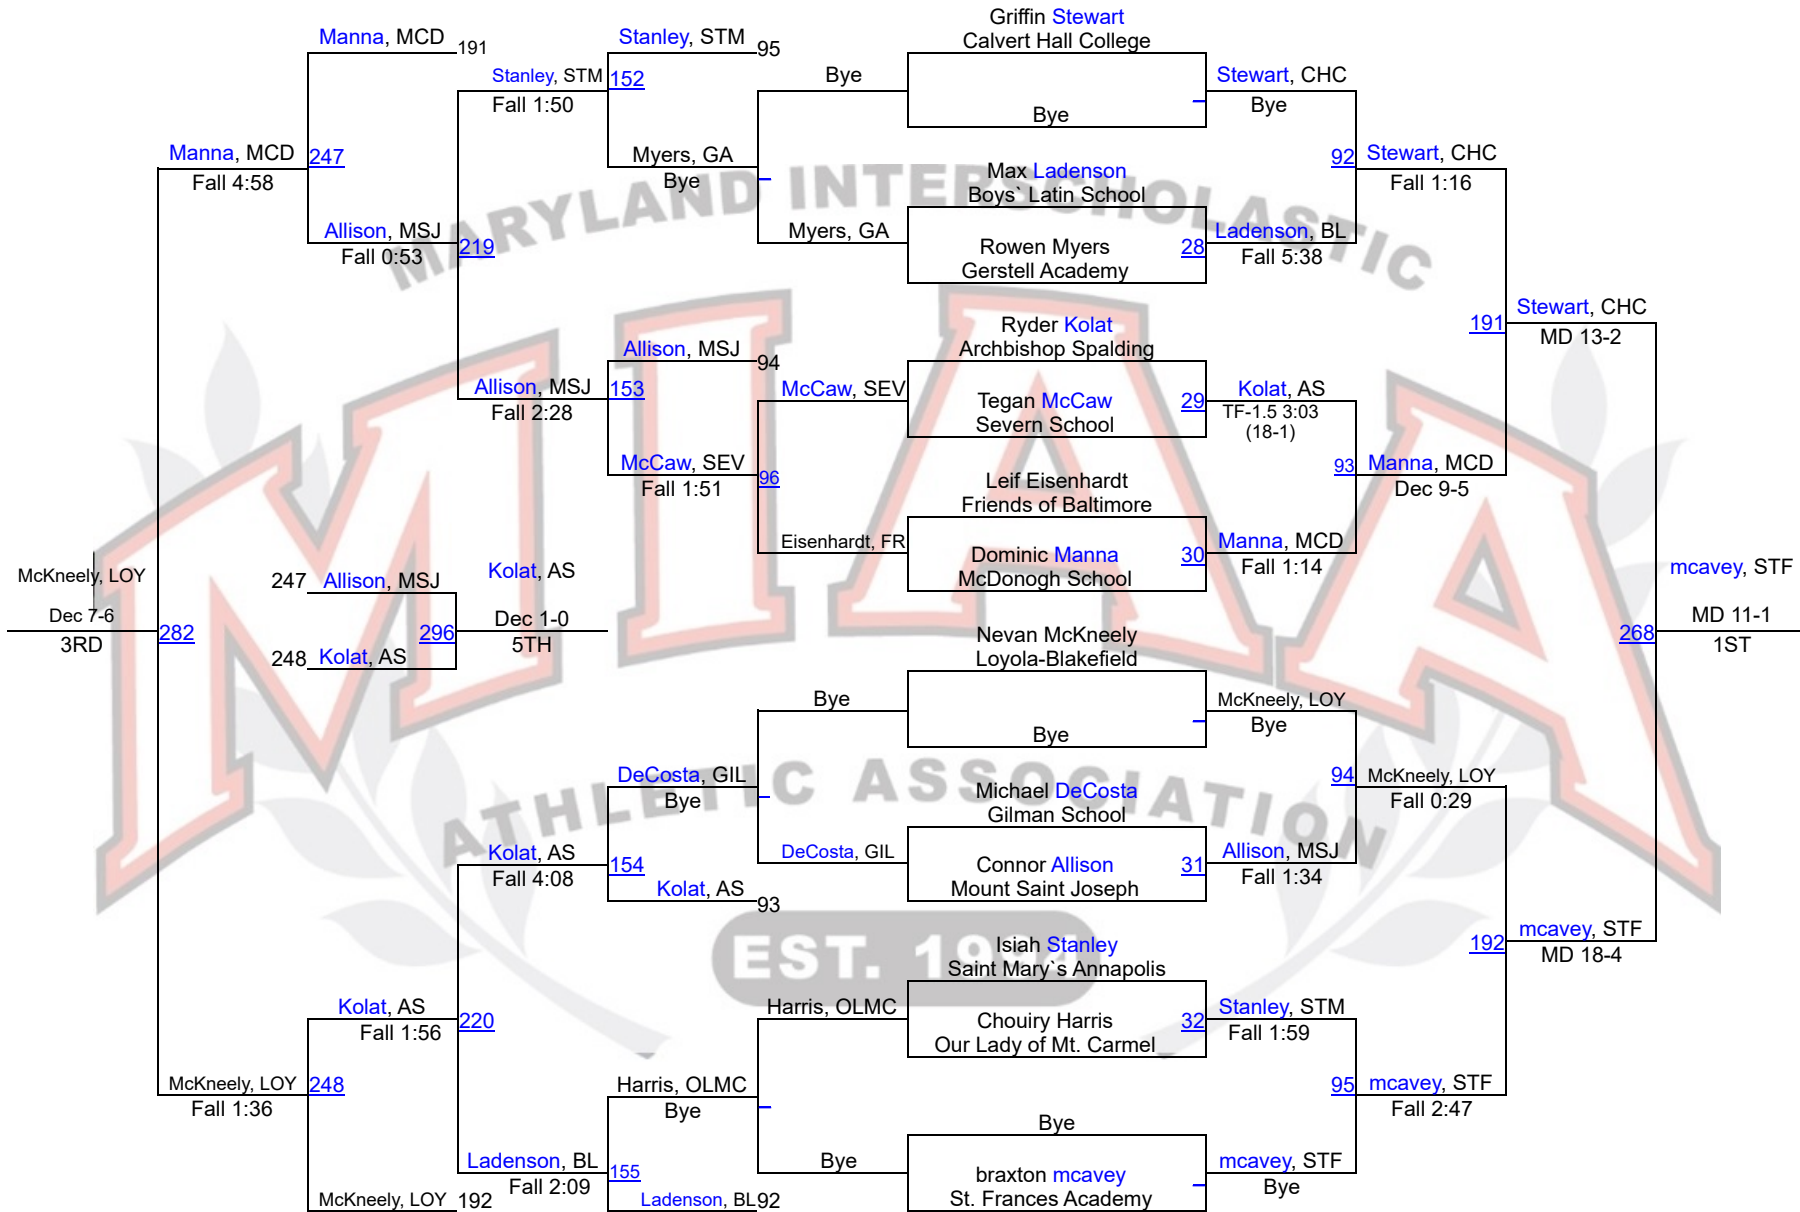 Griffin Stewart
Calvert Hall College
Manna, MCD
191
Stanley, STM
95
Stanley, STM
152
Bye
Stewart, CHC
Fall 1:50
Bye
Bye
Manna, MCD
247
Myers, GA
92
Stewart, CHC
Fall 4:58
Bye
Max Ladenson
Fall 1:16
Boys` Latin School
MARYLAND INTERSCHOLASTIC
Allison, MSJ
Myers, GA
Ladenson, BL
Fall 0:53
219
Rowen Myers
28
Fall 5:38
Gerstell Academy
Stewart, CHC
Ryder Kolat
191
MD 13-2
Allison, MSJ
Archbishop Spalding
94
Allison, MSJ
153
McCaw, SEV
Kolat, AS
Fall 2:28
Tegan McCaw
29
TF-1.5 3:03
Severn School
(18-1)
McCaw, SEV
93
Manna, MCD
Fall 1:51
96
Leif Eisenhardt
Dec 9-5
Friends of Baltimore
Eisenhardt, FR
Manna, MCD
Dominic Manna
30
Fall 1:14
McKneely, LOY
247
Allison, MSJ
Kolat, AS
McDonogh School
mcavey, STF
MIAA
Dec 7-6
Dec 1-0
MD 11-1
282
296
268
3RD
5TH
Nevan McKneely
1ST
248
Kolat, AS
Loyola-Blakefield
Bye
McKneely, LOY
Bye
Bye
DeCosta, GIL
94
McKneely, LOY
Bye
Michael DeCosta
Fall 0:29
Gilman School
ATHLETIC ASSOCIATION
Kolat, AS
DeCosta, GIL
Allison, MSJ
154
Connor Allison
31
Fall 4:08
Fall 1:34
Kolat, AS
Mount Saint Joseph
93
mcavey, STF
Isiah Stanley
192
MD 18-4
EST. 1994
Saint Mary`s Annapolis
Kolat, AS
Harris, OLMC
Stanley, STM
Fall 1:56
220
Chouiry Harris
32
Fall 1:59
Our Lady of Mt. Carmel
McKneely, LOY
248
Harris, OLMC
95
mcavey, STF
Fall 1:36
Bye
Fall 2:47
Bye
Ladenson, BL
Bye
mcavey, STF
Fall 2:09
155
braxton mcavey
Bye
McKneely, LOY
192
Ladenson, BL
92
St. Frances Academy